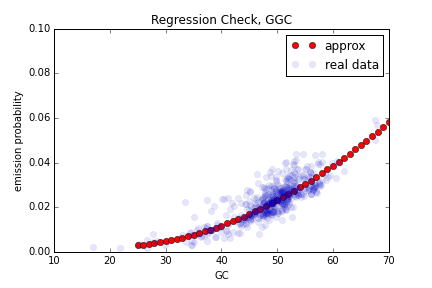 Regression Check, GGC
0.10
approx
real data
0.08
0.06
emission probability
0.04
0.02
0.00
10 20 30 40 50 60 70
GC